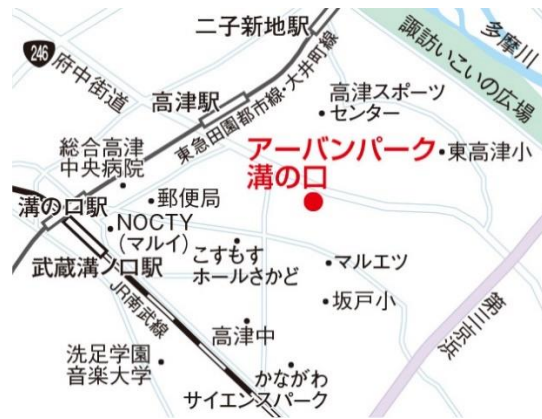 二子新地駅
多摩川
246
府中街道
諏訪いこいの広場
高津駅
東急田園都市線・大井町線
高津スポーツ
センター
総合高津
中央病院
アーバンパーク
溝の口
東高津小
郵便局
溝の口駅
NOCTY
(マルイ)
こすもす
ホールさかど
マルエツ
武蔵溝ノ口駅
JR南武線
坂戸小
第三京浜
高津中
洗足学園
音楽大学
かながわ
サイエンスパーク